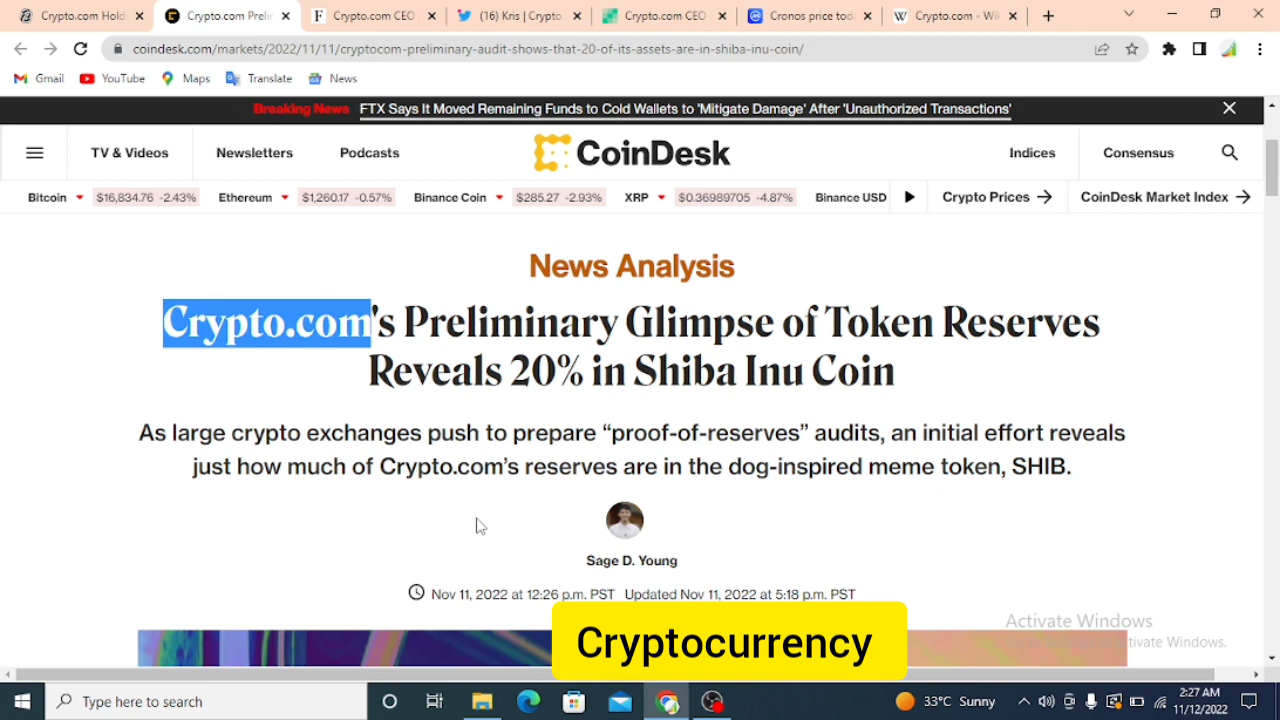 Crypto.com Hold
Crypto.com Preli
Crypto.com CEO
(16) Kris | Crypto.
Crypto.com CEO
Cronos price tod
Crypto.com - Wi
coindesk.com/markets/2022/11/11/cryptocom-preliminary-audit-shows-that-20-of-its-assets-are-in-shiba-inu-coin/
Gmail YouTube Maps Translate News
Breaking News FTX Says It Moved Remaining Funds to Cold Wallets to 'Mitigate Damage' After 'Unauthorized Transactions'
TV & Videos Newsletters Podcasts CoinDesk Indices Consensus
Bitcoin $16,834.76 -2.43% Ethereum $1,260.17 -0.57% Binance Coin $285.27 -2.93% XRP $0.36989705 -4.87% Binance USD Crypto Prices → CoinDesk Market Index →
News Analysis
Crypto.com's Preliminary Glimpse of Token Reserves
Reveals 20% in Shiba Inu Coin
As large crypto exchanges push to prepare “proof-of-reserves” audits, an initial effort reveals
just how much of Crypto.com’s reserves are in the dog-inspired meme token, SHIB.
Sage D. Young
Nov 11, 2022 at 12:26 p.m. PST Updated Nov 11, 2022 at 5:18 p.m. PST
Cryptocurrency
Activate Windows
tivate Windows.
Type here to search
33°C Sunny
2:27 AM
11/12/2022